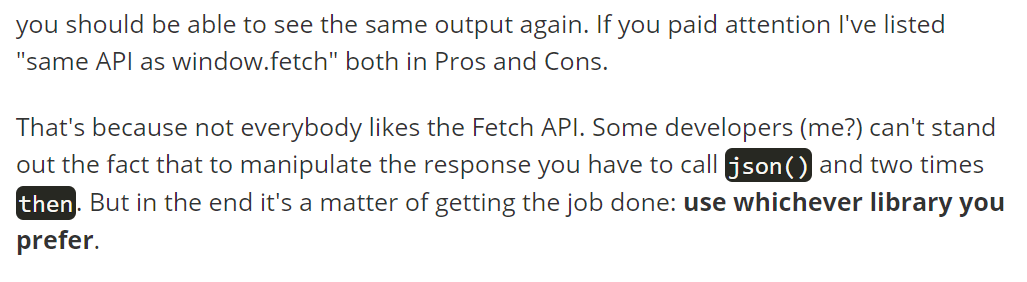 you should be able to see the same output again. If you paid attention I've listed
"same API as window.fetch" both in Pros and Cons.
That's because not everybody likes the Fetch API. Some developers (me?) can't stand
out the fact that to manipulate the response you have to call json() and two times
then. But in the end it's a matter of getting the job done: use whichever library you
prefer.